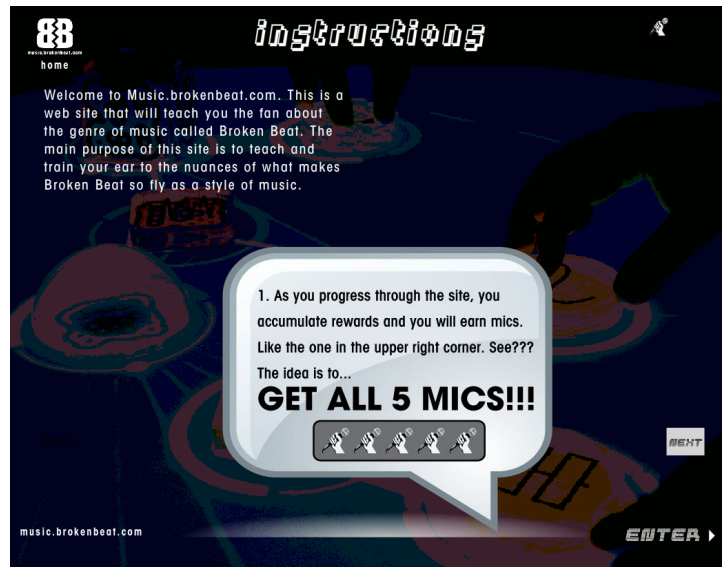 BB
instructions
music.brokenbeat.com
home
Welcome to Music.brokenbeat.com. This is a
web site that will teach you the fan about
the genre of music called Broken Beat. The
main purpose of this site is to teach and
train your ear to the nuances of what makes
Broken Beat so fly as a style of music.
1. As you progress through the site, you
accumulate rewards and you will earn mics.
Like the one in the upper right corner. See???
The idea is to...
GET ALL 5 MICS!!!
NEXT
music.brokenbeat.com
ENTER